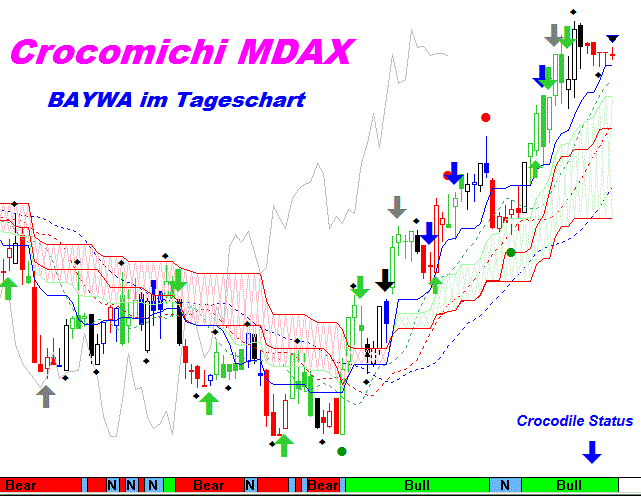 Crocomichi MDAX
BAYWA im Tageschart
Crocodile Status
Bear N N N Bear N Bear Bull N Bull